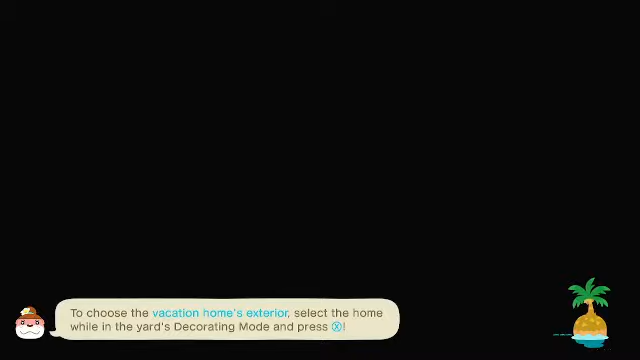 To choose the vacation home's exterior, select the home
while in the yard's Decorating Mode and press Ⓧ!